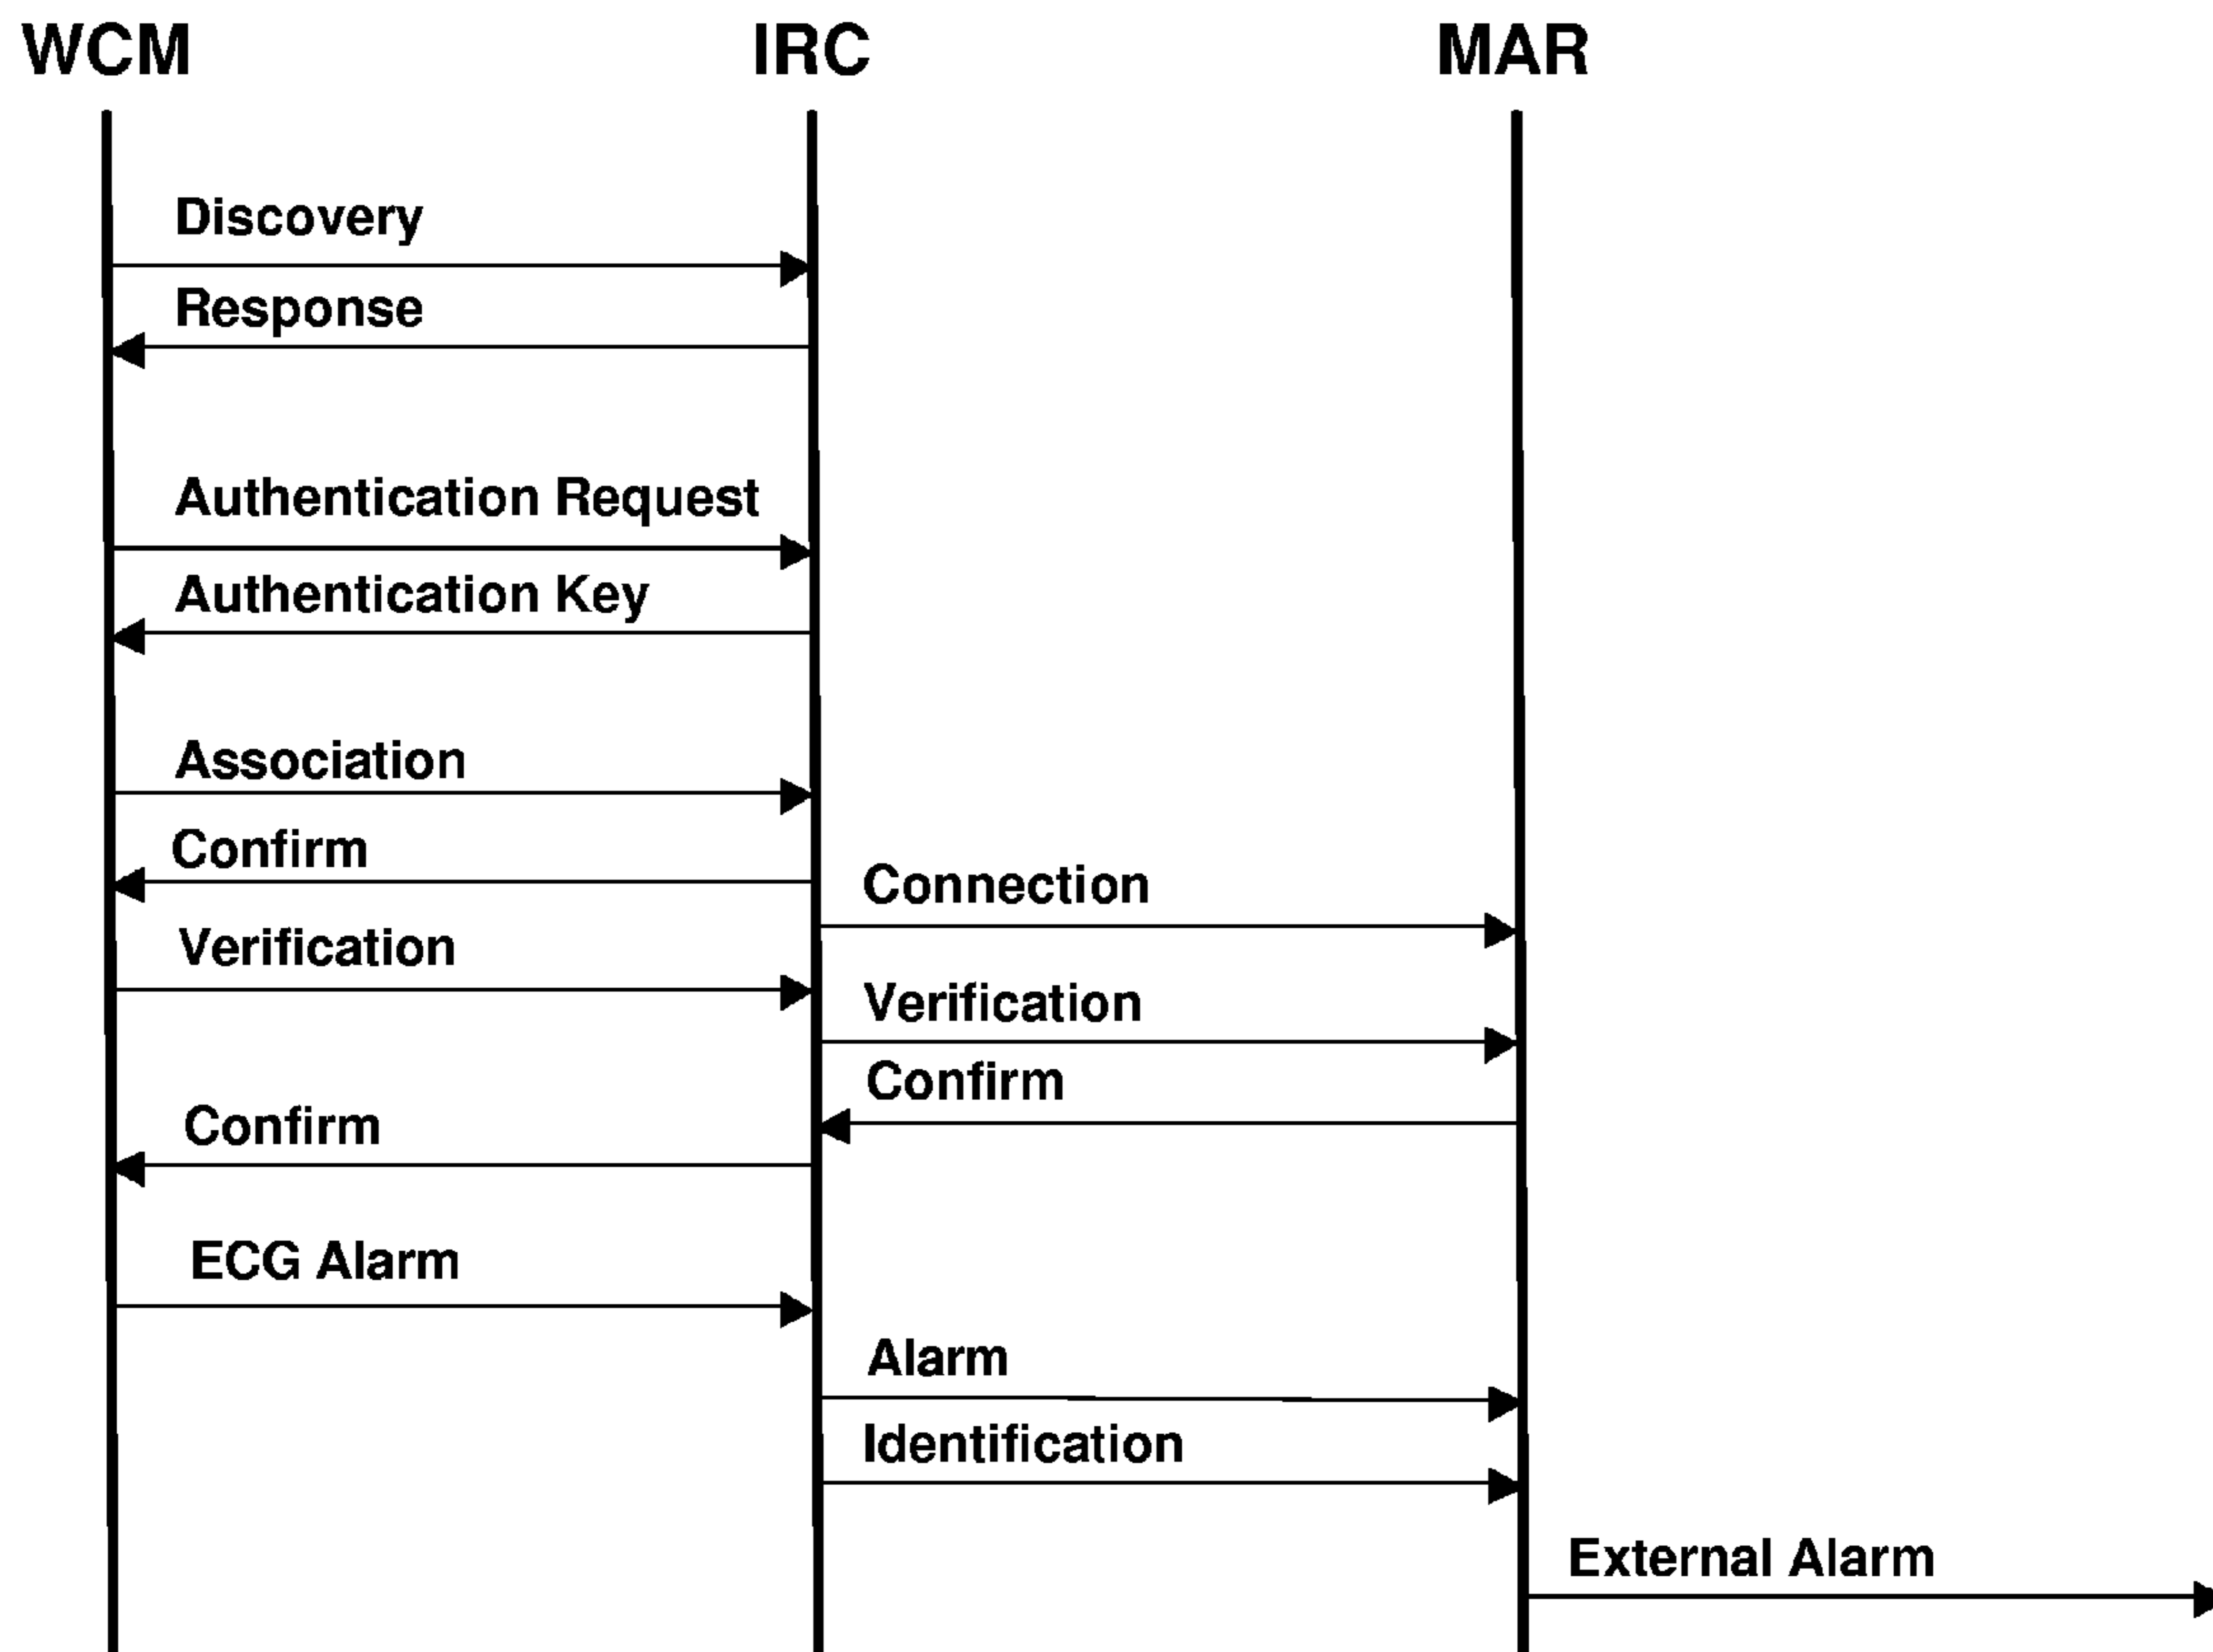 WCM IRC MAR
Discovery
Response
Authentication Request
Authentication Key
Association
Confirm
Connection
Verification
Verification
Confirm
Confirm
ECG Alarm
Alarm
Identification
External Alarm